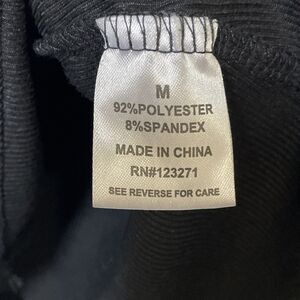 M
92%POLYESTER
8%SPANDEX
MADE IN CHINA
RN#123271
SEE REVERSE FOR CARE